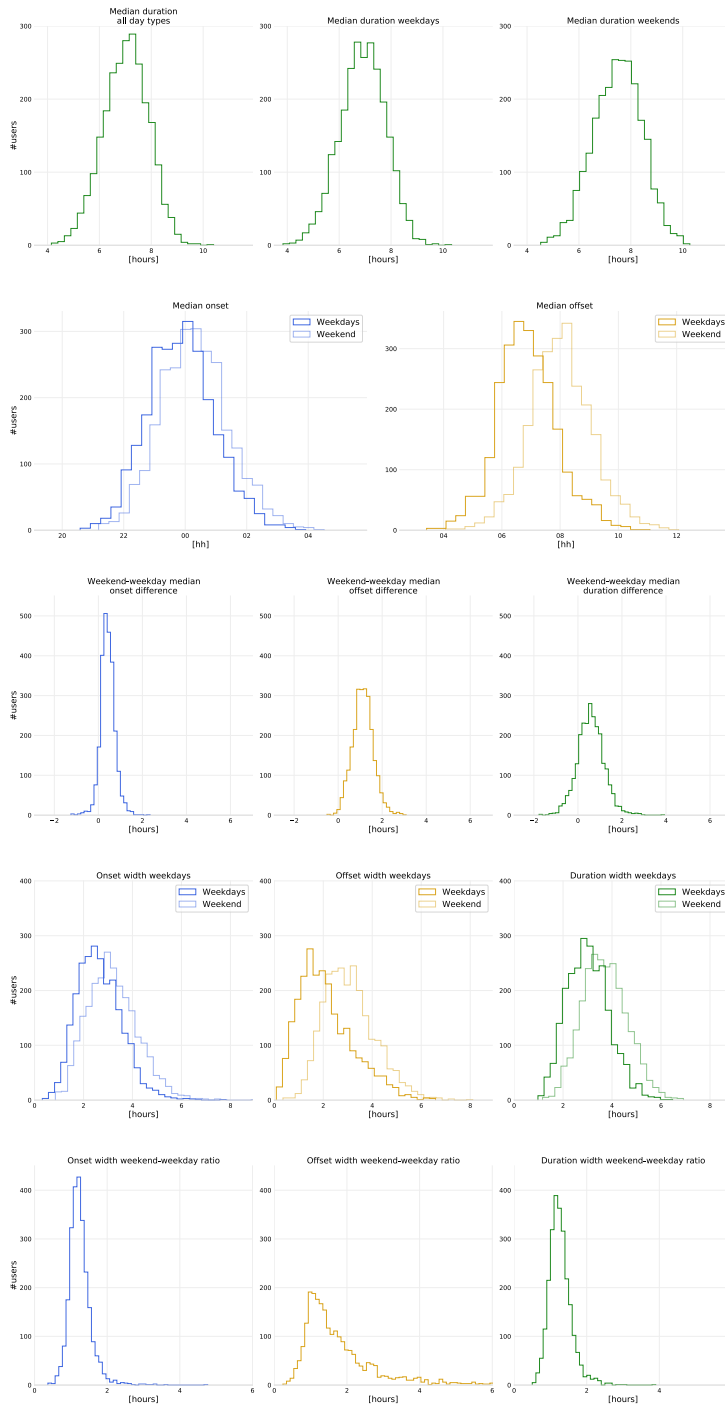 Median duration
all day types
Median duration weekdays
Median duration weekends
300
200
100
0
4
6
8
10
300
200
100
0
4
6
8
10
300
200
100
0
4
6
8
10
#users
[hours]
[hours]
[hours]
Median onset
Median offset
Weekdays
Weekend
Weekdays
Weekend
300
200
100
0
20
22
00
02
04
300
200
100
0
04
06
08
10
12
#users
[hh]
[hh]
Weekend–weekday median
onset difference
Weekend–weekday median
offset difference
Weekend–weekday median
duration difference
500
400
300
200
100
0
−2
0
2
4
6
500
400
300
200
100
0
−2
0
2
4
6
500
400
300
200
100
0
−2
0
2
4
6
#users
[hours]
[hours]
[hours]
Onset width weekdays
Offset width weekdays
Duration width weekdays
Weekdays
Weekend
Weekdays
Weekend
Weekdays
Weekend
400
300
200
100
0
0
2
4
6
8
400
300
200
100
0
0
2
4
6
8
400
300
200
100
0
0
2
4
6
8
#users
[hours]
[hours]
[hours]
Onset width weekend–weekday ratio
Offset width weekend–weekday ratio
Duration width weekend–weekday ratio
400
300
200
100
0
0
2
4
6
400
300
200
100
0
0
2
4
6
400
300
200
100
0
0
2
4
#users
[hours]
[hours]
[hours]